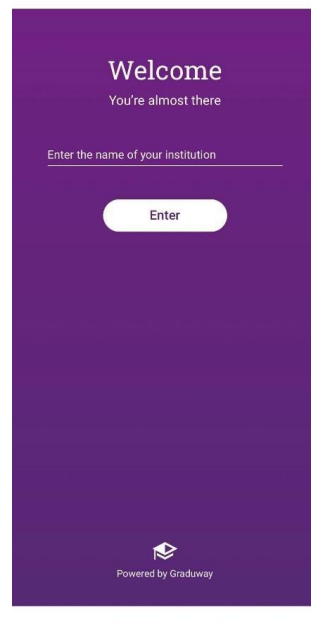 Welcome
You're almost there
Enter the name of your institution
Enter
Powered by Graduway